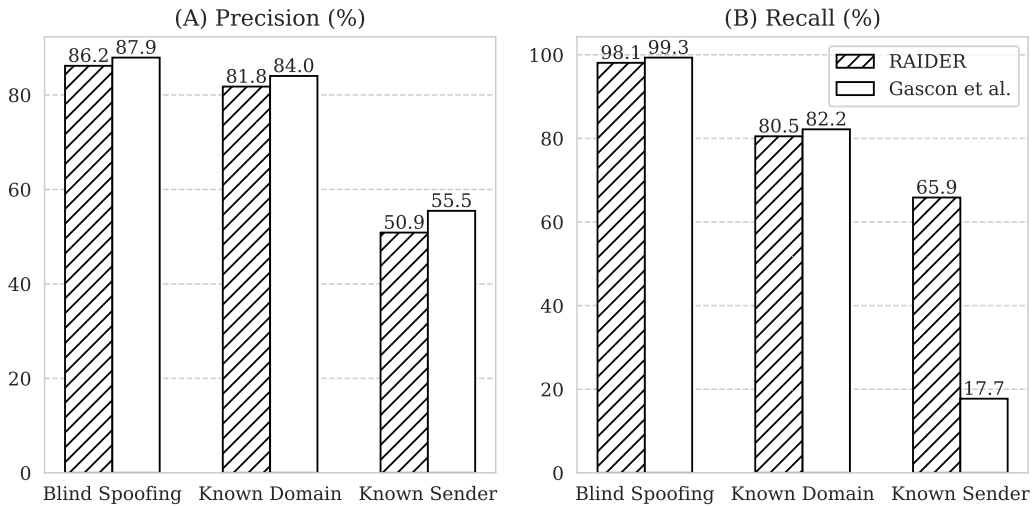 (A) Precision (%)
86.2
87.9
81.8
84.0
50.9
55.5
80
60
40
20
0
Blind Spoofing
Known Domain
Known Sender
(B) Recall (%)
RAIDER
Gascon et al.
98.1
99.3
80.5
82.2
65.9
17.7
100
80
60
40
20
0
Blind Spoofing
Known Domain
Known Sender